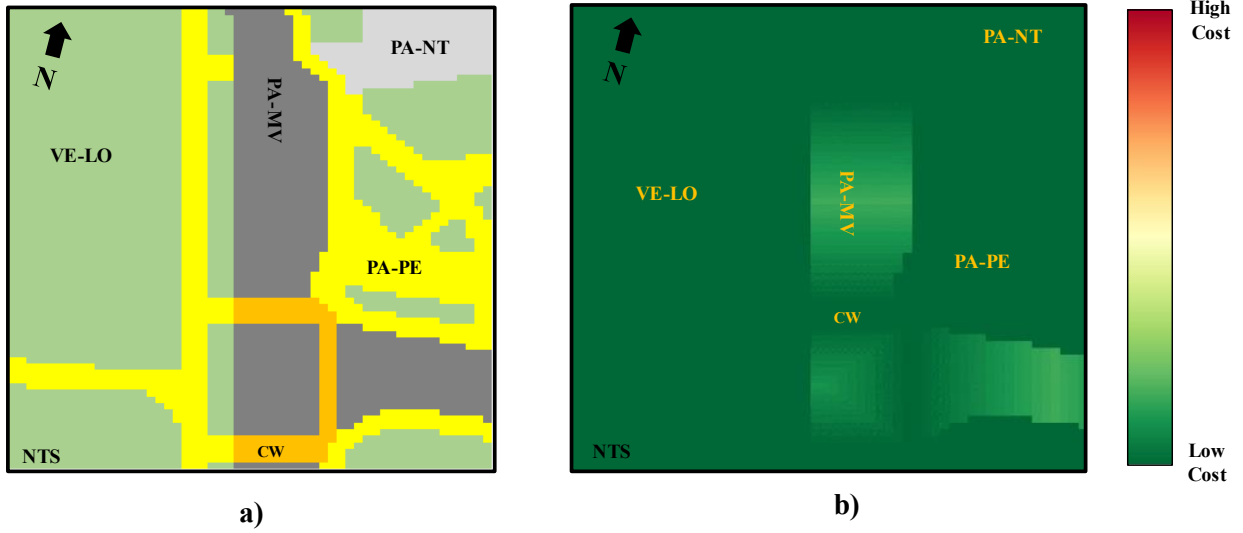 N
PA-NT
PA-MV
VE-LO
PA-PE
CW
NTS
a)
N
PA-NT
PA-MV
VE-LO
PA-PE
CW
NTS
b)
High
Cost
Low
Cost